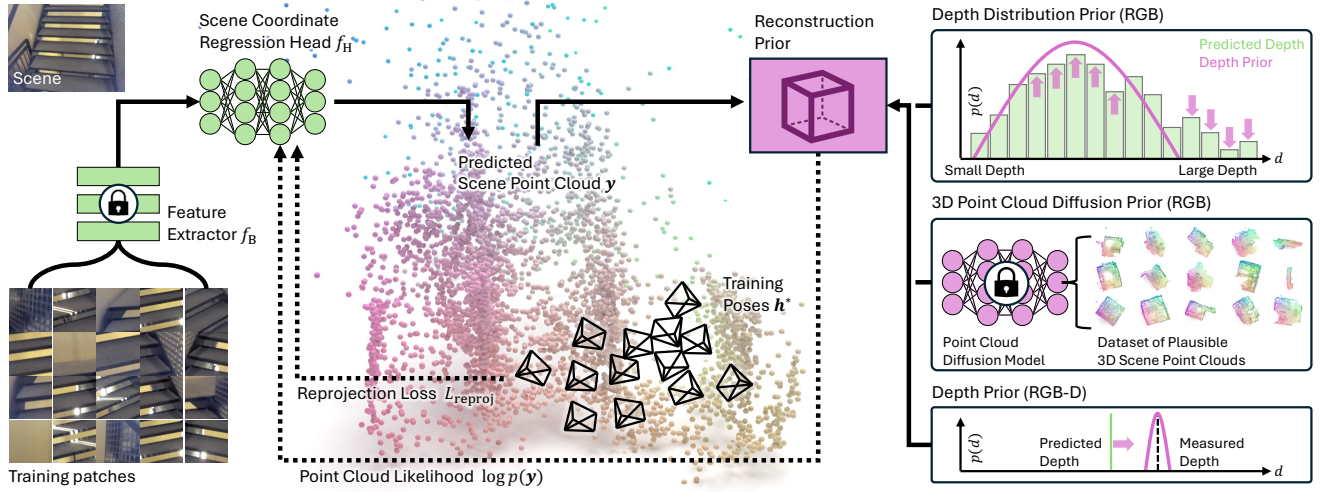 Scene
Scene Coordinate
Regression Head f_H
Feature
Extractor f_B
Training patches
Predicted
Scene Point Cloud y
Training
Poses h*
Reprojection Loss L_reproj
Point Cloud Likelihood log p(y)
Reconstruction
Prior
Depth Distribution Prior (RGB)
Predicted Depth
Depth Prior
p(d)
d
Small Depth
Large Depth
3D Point Cloud Diffusion Prior (RGB)
Point Cloud
Diffusion Model
Dataset of Plausible
3D Scene Point Clouds
Depth Prior (RGB-D)
p(d)
Predicted
Depth
Measured
Depth
d